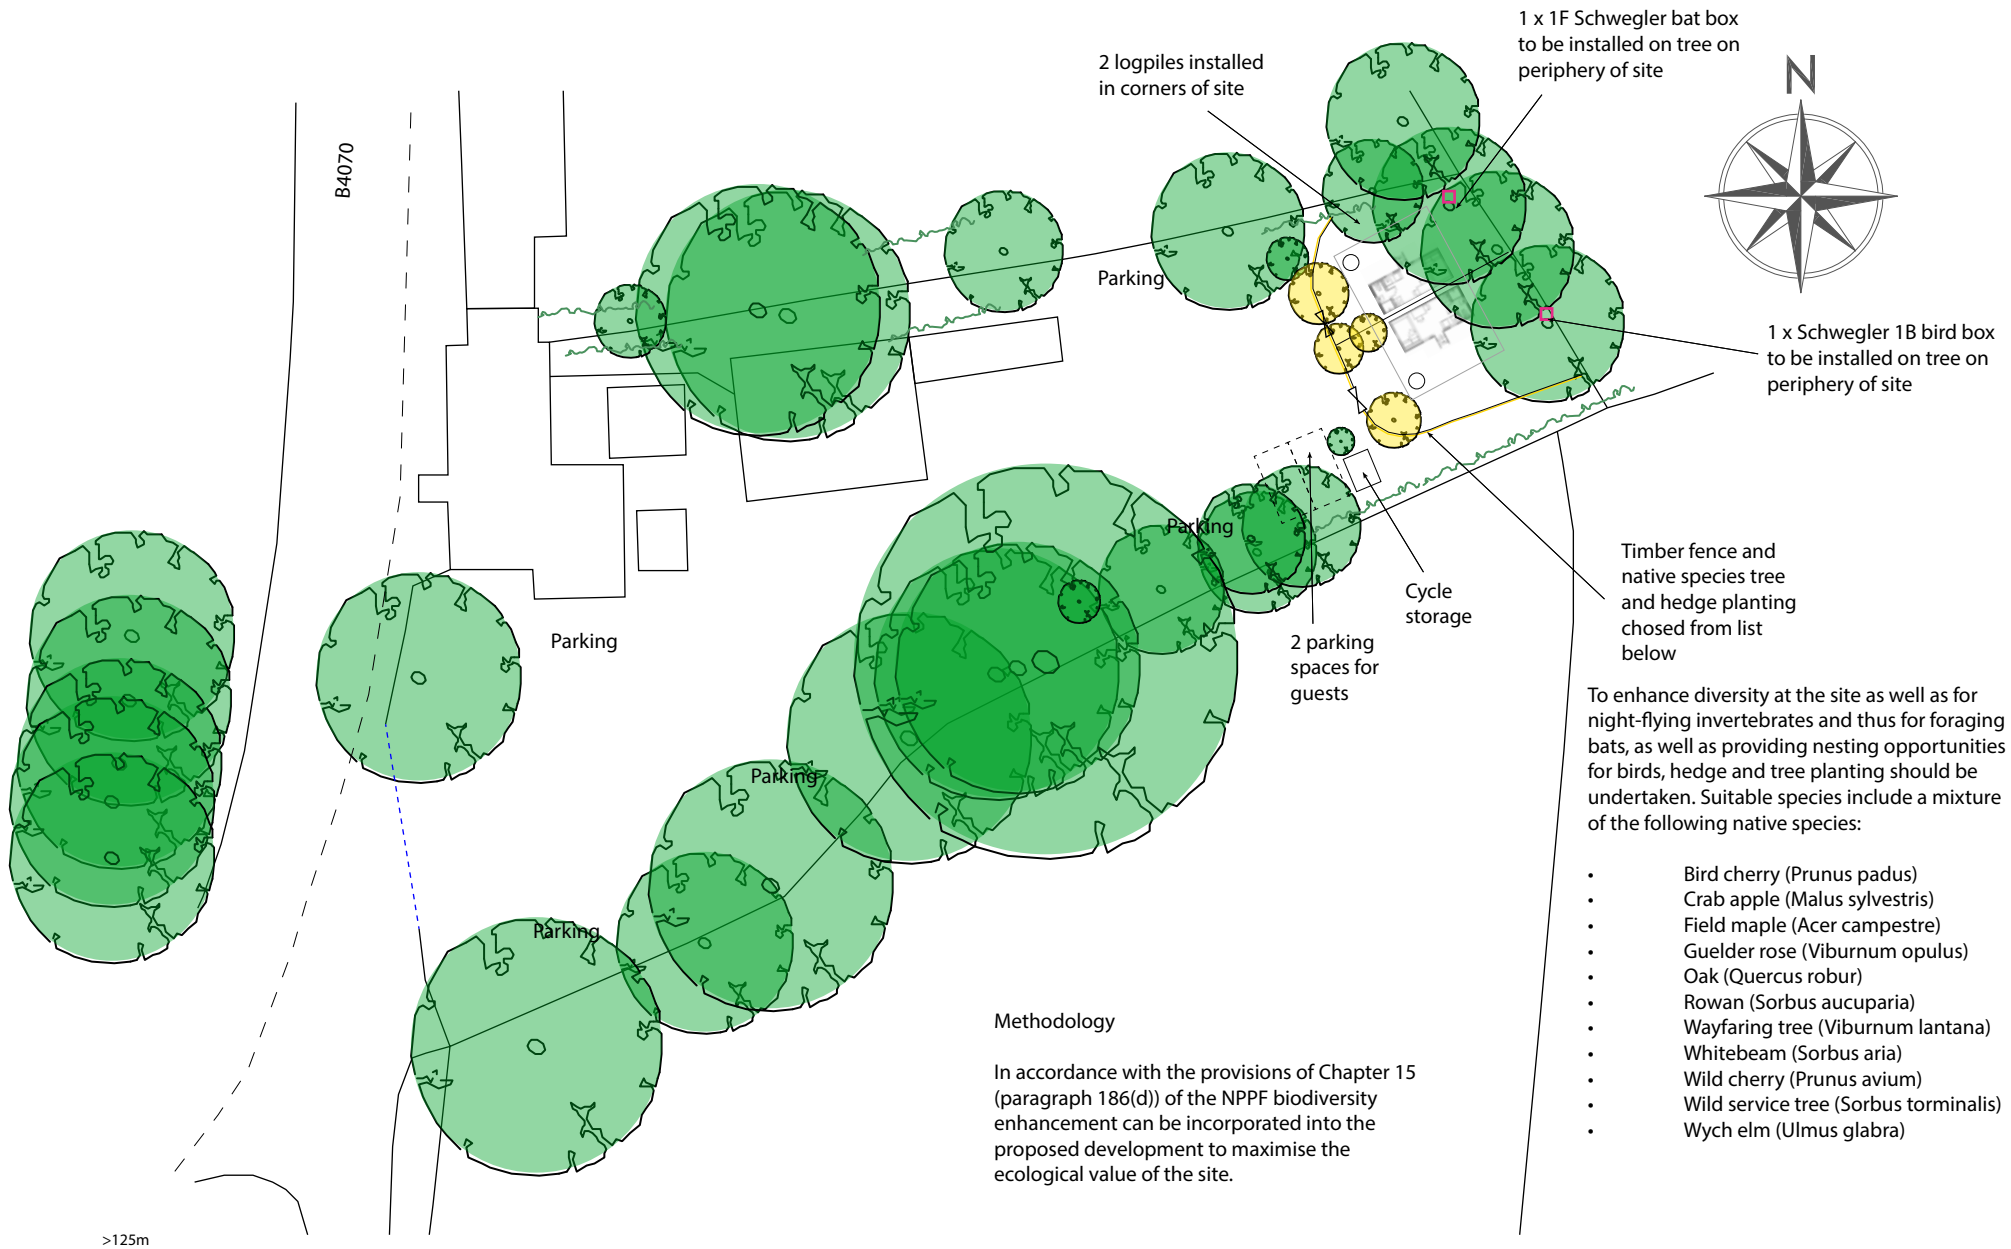 1 x 1F Schwegler bat box
to be installed on tree on
periphery of site
2 logpiles installed
in corners of site
N
B4070
Parking
1 x Schwegler 1B bird box
to be installed on tree on
periphery of site
Parking
Timber fence and
native species tree
and hedge planting
chosed from list
below
Cycle
storage
2 parking
spaces for
guests
Parking
Parking
Parking
To enhance diversity at the site as well as for
night-flying invertebrates and thus for foraging
bats, as well as providing nesting opportunities
for birds, hedge and tree planting should be
undertaken. Suitable species include a mixture
of the following native species:
• Bird cherry (Prunus padus)
• Crab apple (Malus sylvestris)
• Field maple (Acer campestre)
• Guelder rose (Viburnum opulus)
• Oak (Quercus robur)
• Rowan (Sorbus aucuparia)
• Wayfaring tree (Viburnum lantana)
• Whitebeam (Sorbus aria)
• Wild cherry (Prunus avium)
• Wild service tree (Sorbus torminalis)
• Wych elm (Ulmus glabra)
Methodology
In accordance with the provisions of Chapter 15
(paragraph 186(d)) of the NPPF biodiversity
enhancement can be incorporated into the
proposed development to maximise the
ecological value of the site.
>125m